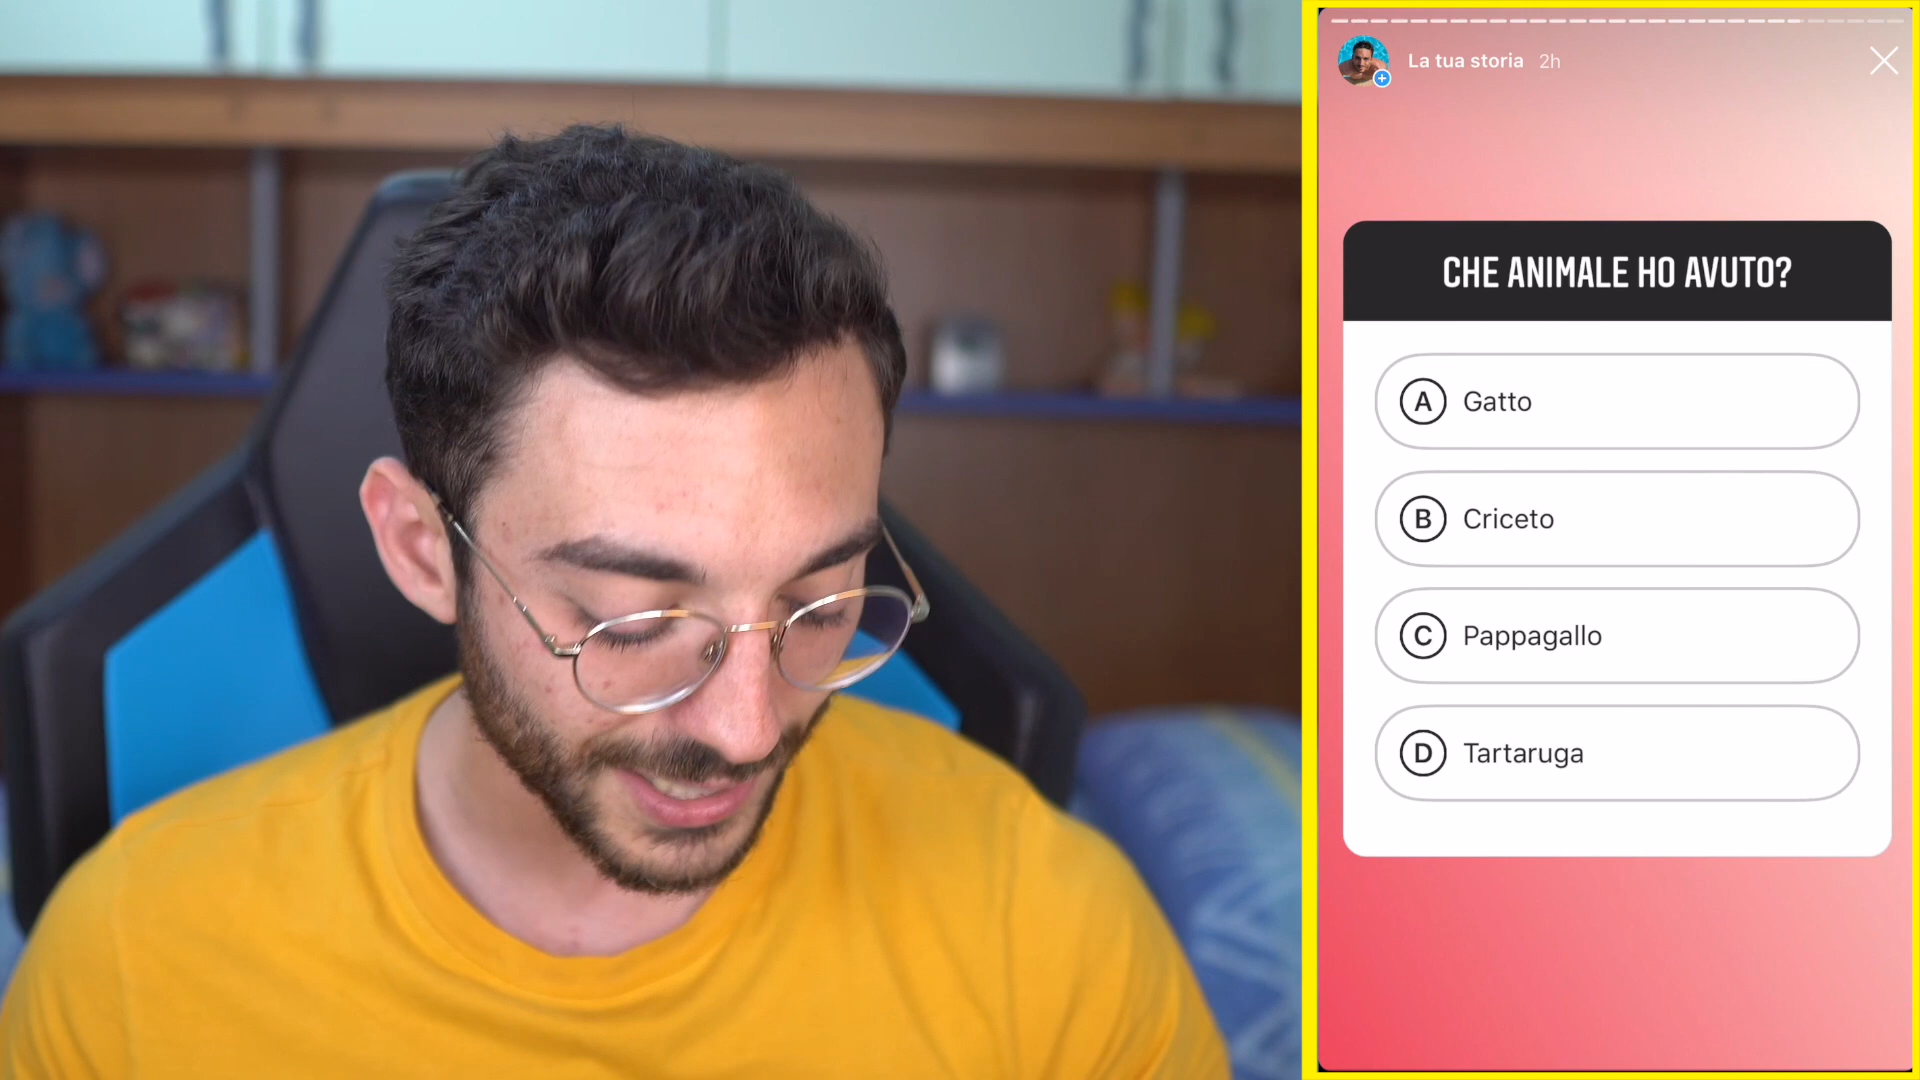 La tua storia 2h
CHE ANIMALE HO AVUTO?
A Gatto
B Criceto
C Pappagallo
D Tartaruga